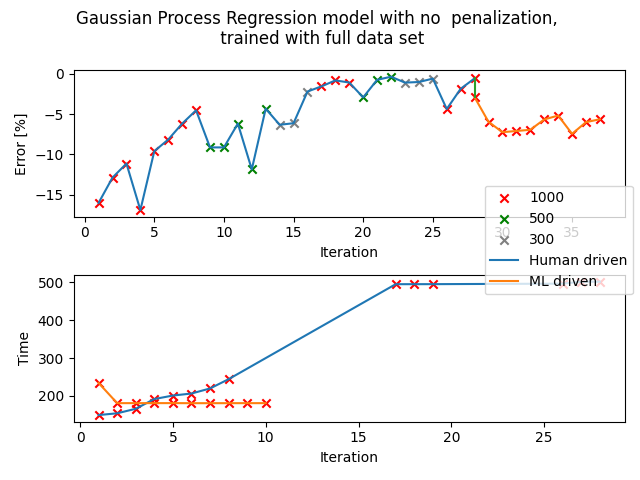 Gaussian Process Regression model with no  penalization,
trained with full data set
0
−5
−10
−15
Error [%]
0 5 10 15 20 25 30 35
Iteration
1000
500
300
Human driven
ML driven
500
400
300
200
Time
0 5 10 15 20 25
Iteration